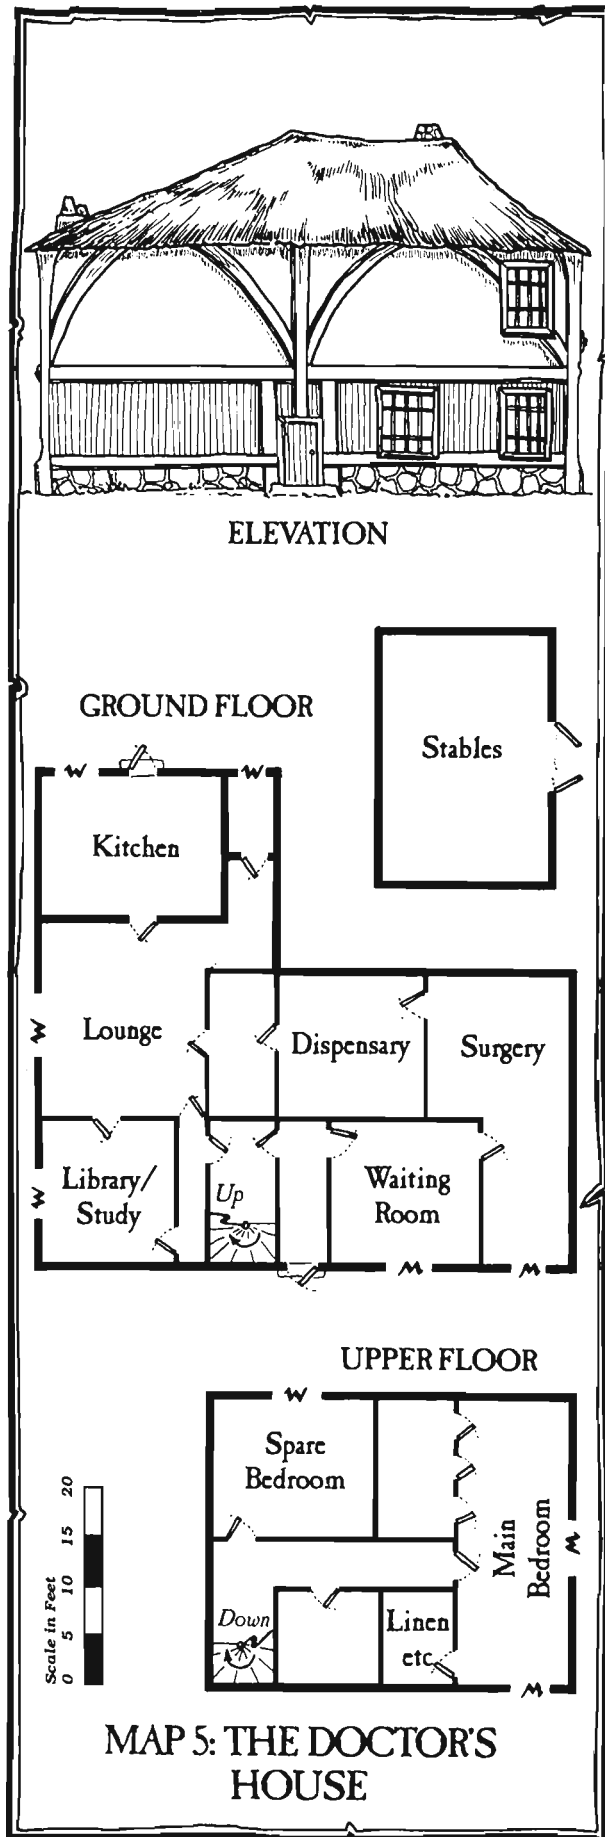 ELEVATION
GROUND FLOOR
Stables
W
W
Kitchen
W
Lounge
Dispensary
Surgery
W
Library/
Study
Up
Waiting
Room
W
W
UPPER FLOOR
W
Spare
Bedroom
Main
Bedroom
W
Scale in Feet
0 5 10 15 20
Down
Linen
etc
W
MAP 5: THE DOCTOR'S
HOUSE